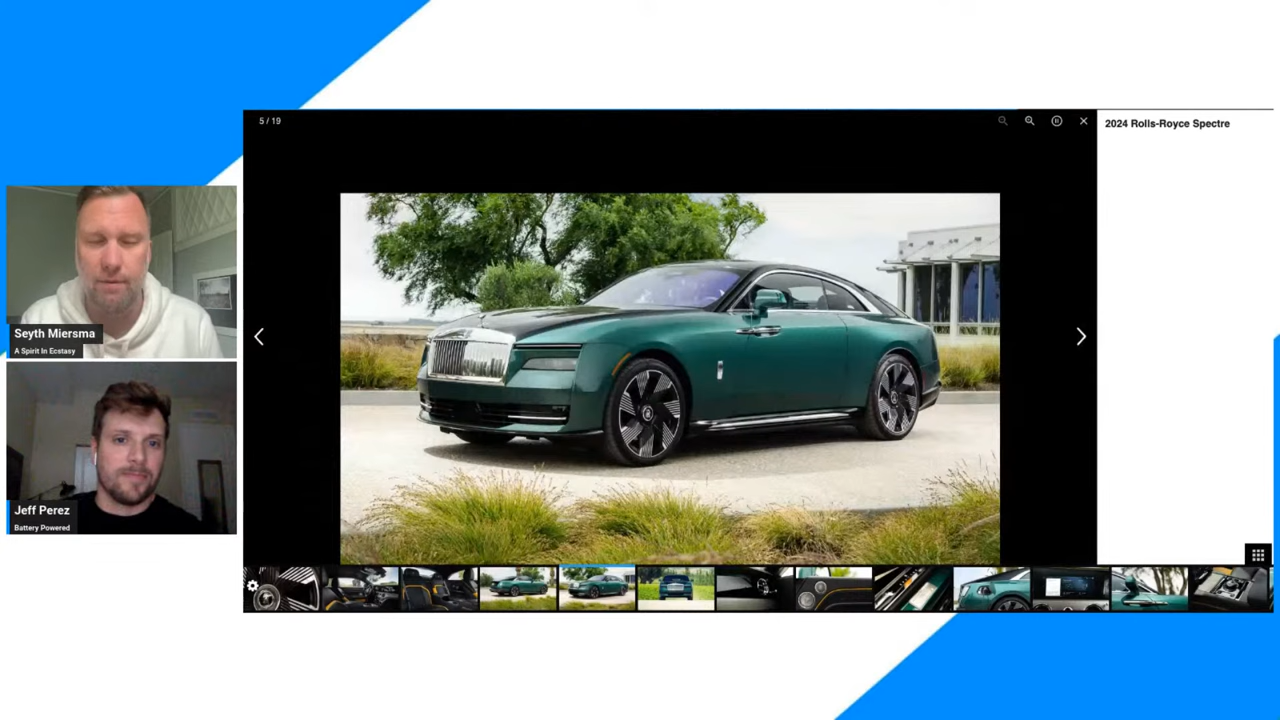 5 / 19
2024 Rolls-Royce Spectre
Seyth Miersma
A Spirit In Ecstasy
Jeff Perez
Battery Powered